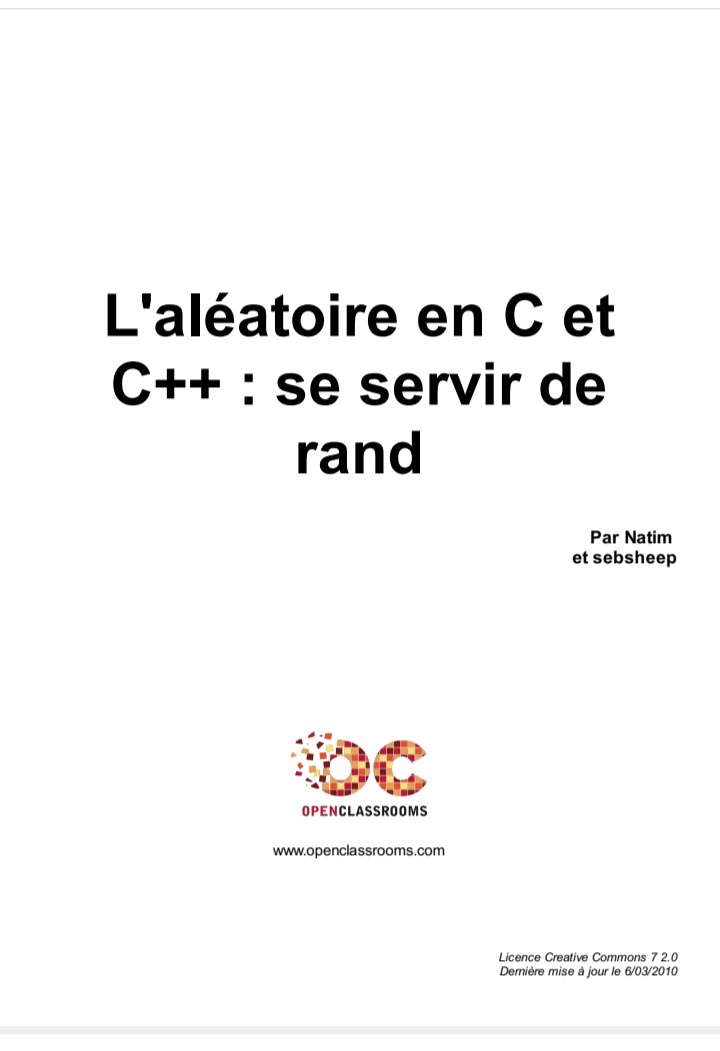 L'aléatoire en C et
C++ : se servir de
rand
Par Natim
et sebsheep
OC
OPENCLASSROOMS
www.openclassrooms.com
Licence Creative Commons 7 2.0
Dernière mise à jour le 6/03/2010